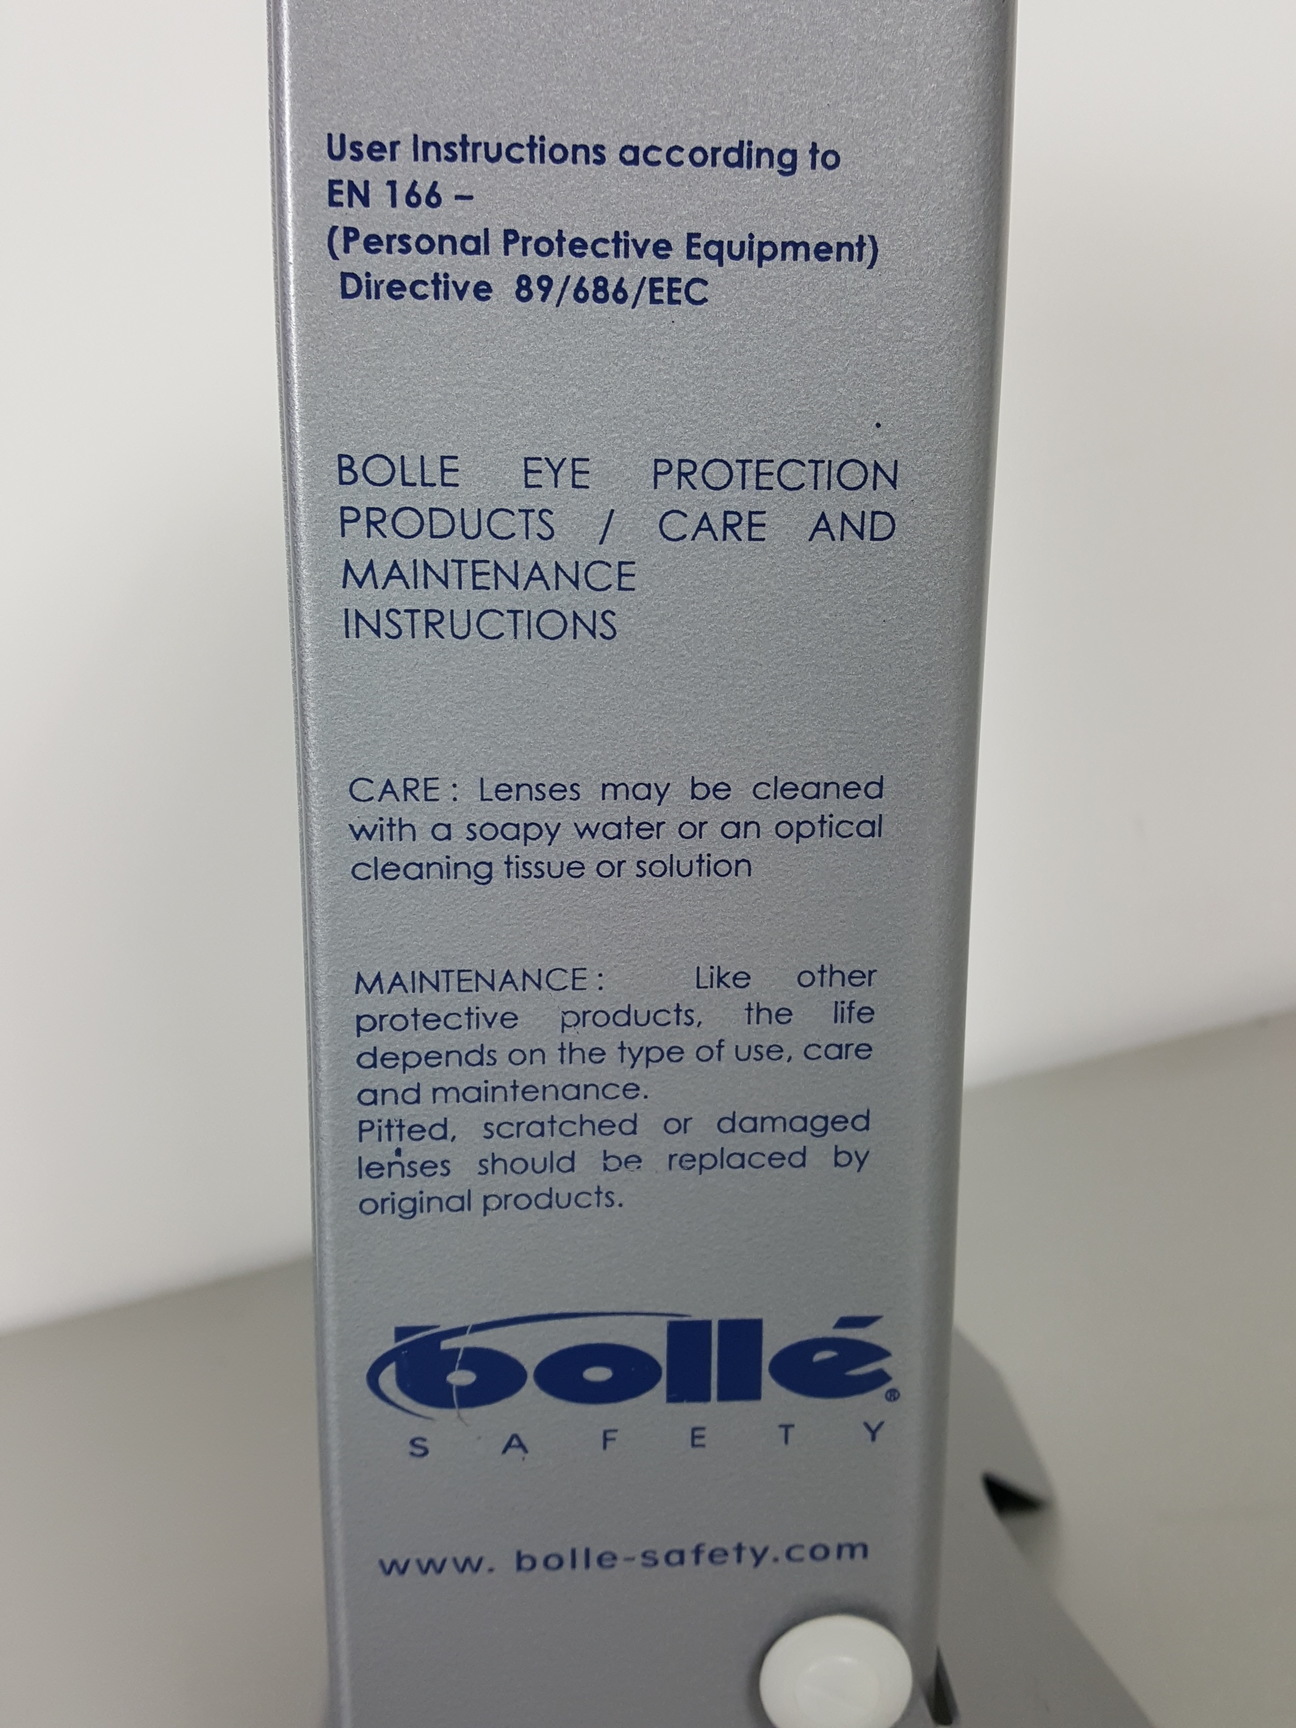 User Instructions according to
EN 166 –
(Personal Protective Equipment)
Directive 89/686/EEC
BOLLE EYE PROTECTION
PRODUCTS / CARE AND
MAINTENANCE
INSTRUCTIONS
CARE : Lenses may be cleaned
with a soapy water or an optical
cleaning tissue or solution
MAINTENANCE : Like other
protective products, the life
depends on the type of use, care
and maintenance.
Pitted, scratched or damaged
lenses should be replaced by
original products.
bollé®
SAFETY
www. bolle-safety.com